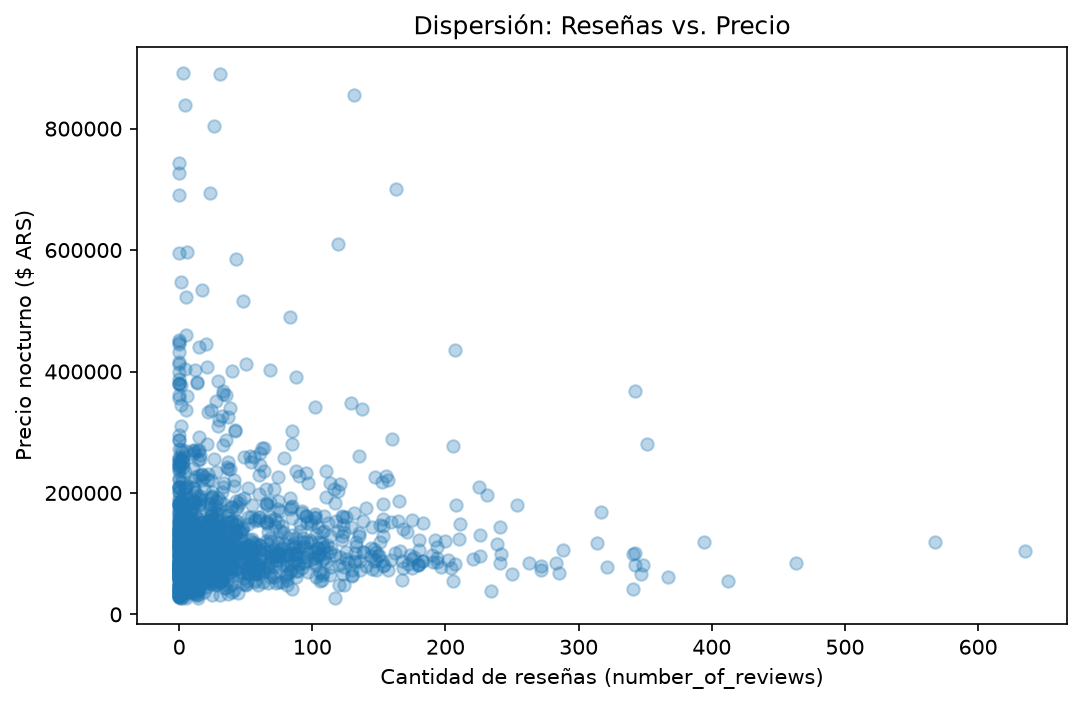 Dispersión: Reseñas vs. Precio
Precio nocturno ($ ARS)
800000
600000
400000
200000
0
0 100 200 300 400 500 600
Cantidad de reseñas (number_of_reviews)